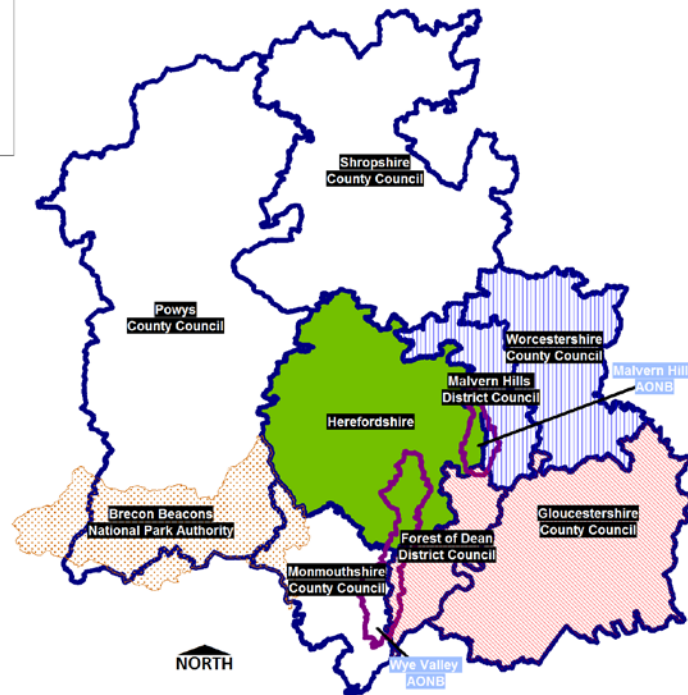 Shropshire
County Council
Powys
County Council
Worcestershire
County Council
Malvern Hill
AONB
Malvern Hills
District Council
Herefordshire
Brecon Beacons
National Park Authority
Gloucestershire
County Council
Forest of Dean
District Council
Monmouthshire
County Council
NORTH
Wye Valley
AONB